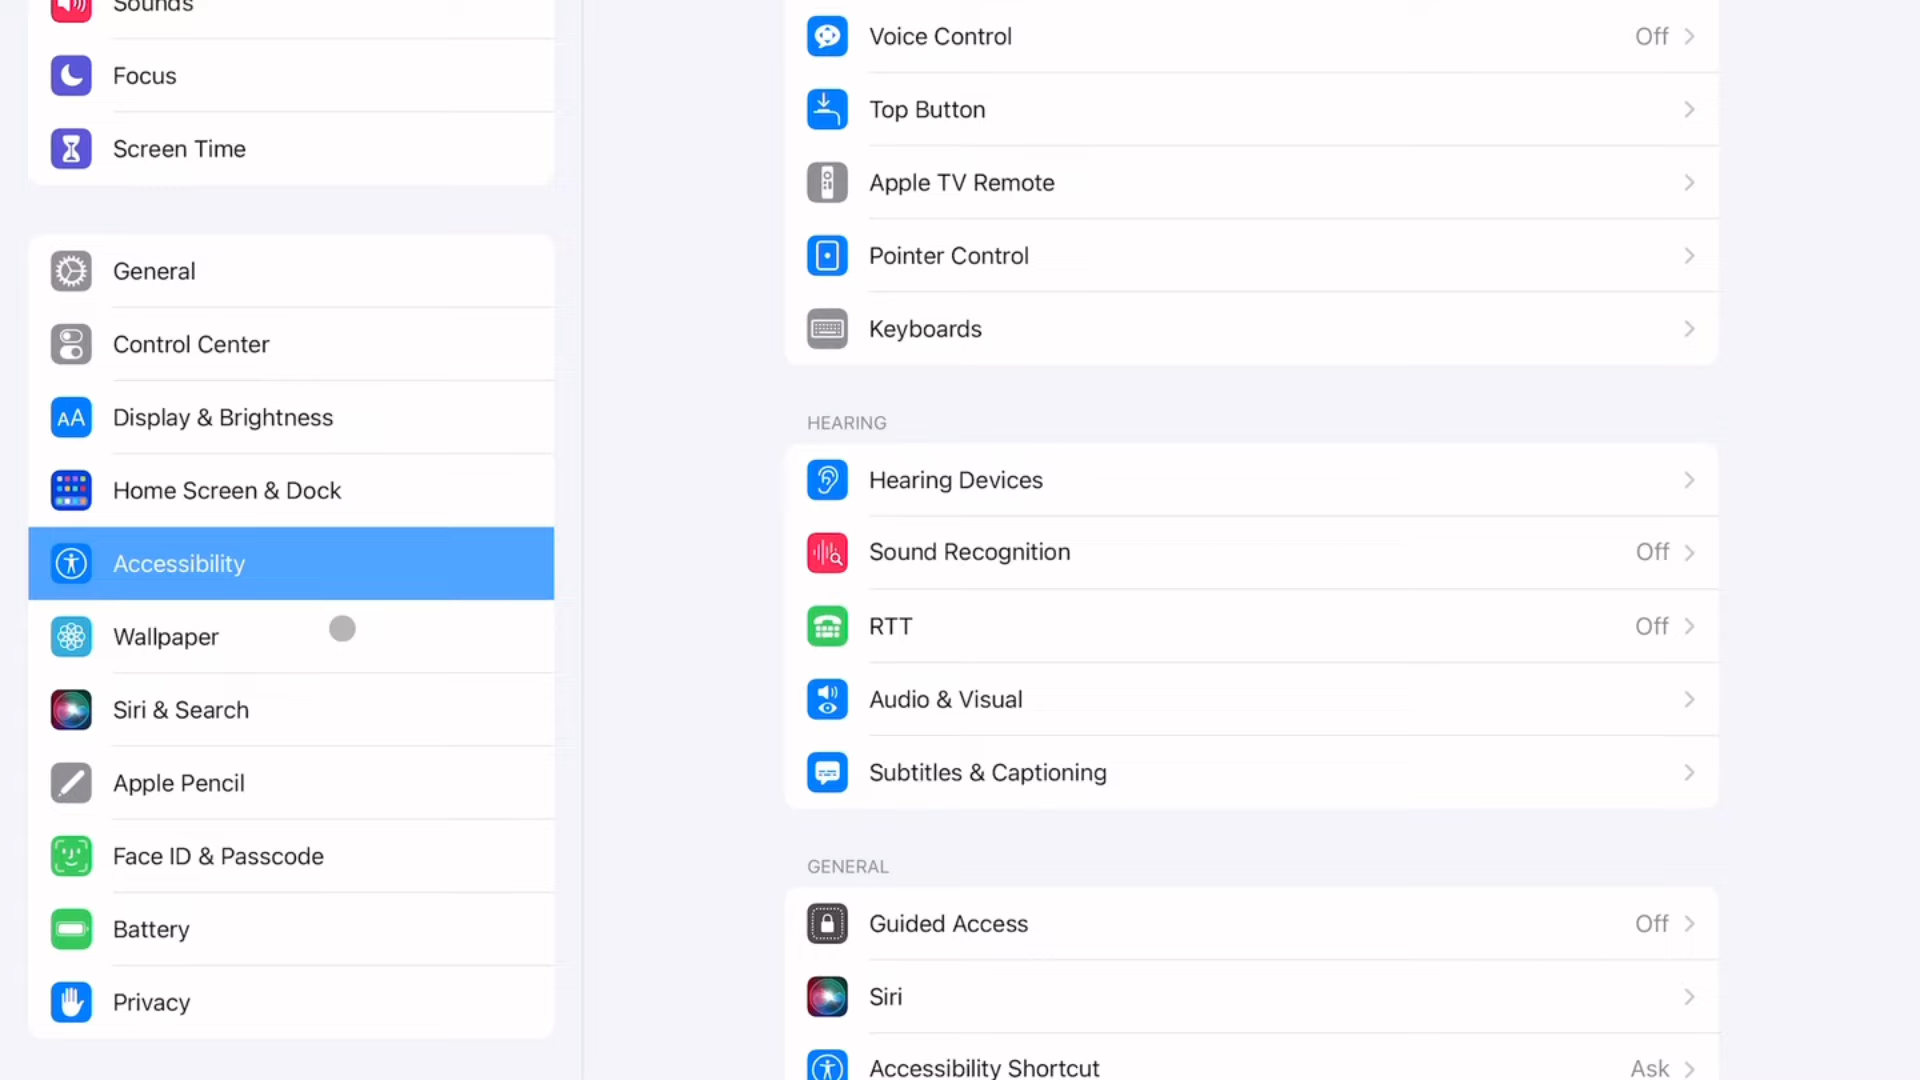 Sounds
Focus
Screen Time
General
Control Center
AA Display & Brightness
Home Screen & Dock
Accessibility
Wallpaper
Siri & Search
Apple Pencil
Face ID & Passcode
Battery
Privacy
Voice Control Off
Top Button
Apple TV Remote
Pointer Control
Keyboards
HEARING
Hearing Devices
Sound Recognition Off
RTT Off
Audio & Visual
Subtitles & Captioning
GENERAL
Guided Access Off
Siri
Accessibility Shortcut Ask